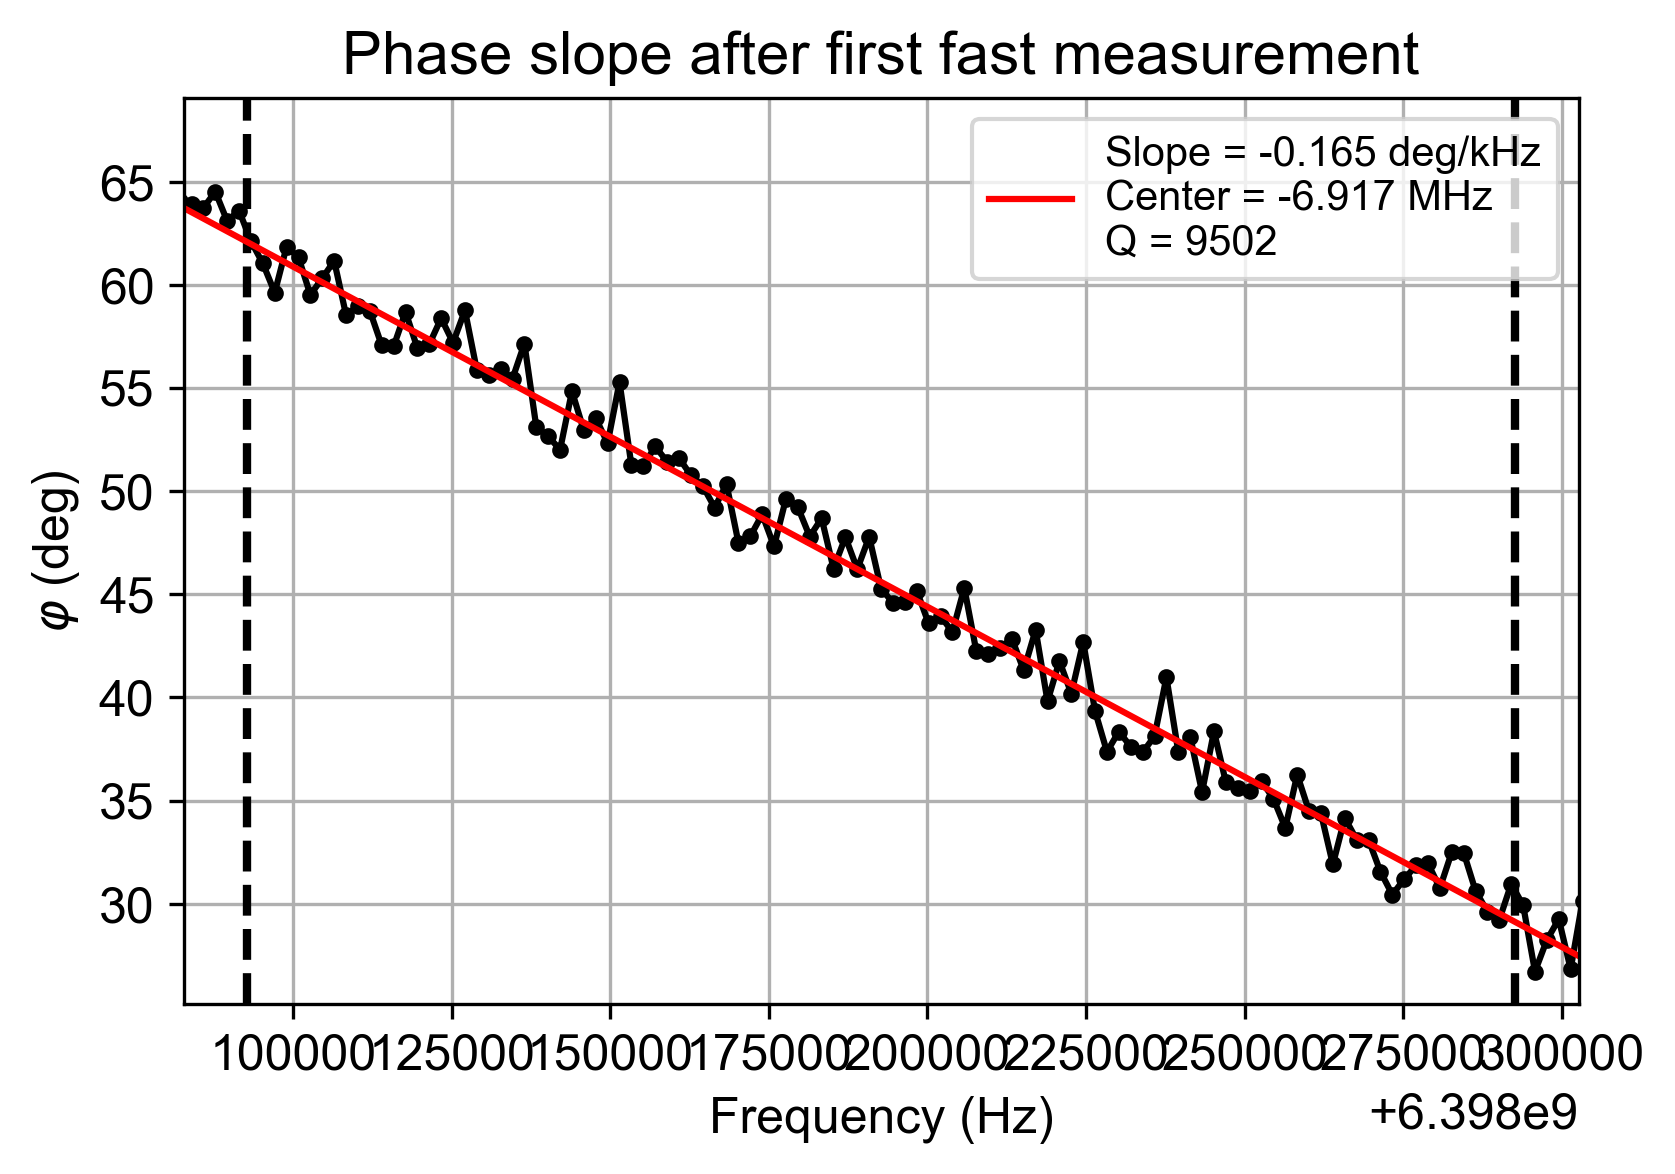 Phase slope after first fast measurement
Slope = -0.165 deg/kHz
Center = -6.917 MHz
Q = 9502
φ (deg)
65
60
55
50
45
40
35
30
100000 125000 150000 175000 200000 225000 250000 275000 300000
Frequency (Hz)
+6.398e9